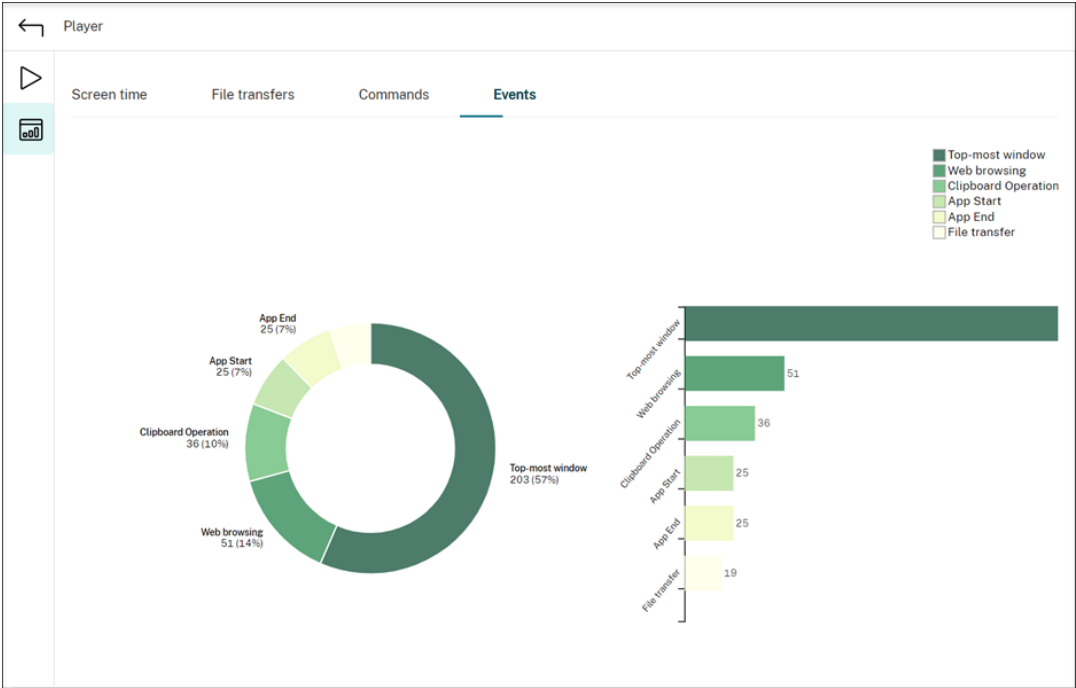 Player
Screen time
File transfers
Commands
Events
Top-most window
Web browsing
Clipboard Operation
App Start
App End
File transfer
App End
25 (7%)
App Start
25 (7%)
Clipboard Operation
36 (10%)
Web browsing
51 (14%)
Top-most window
203 (57%)
Top-most window
Web browsing
51
Clipboard Operation
36
App Start
25
App End
25
File transfer
19